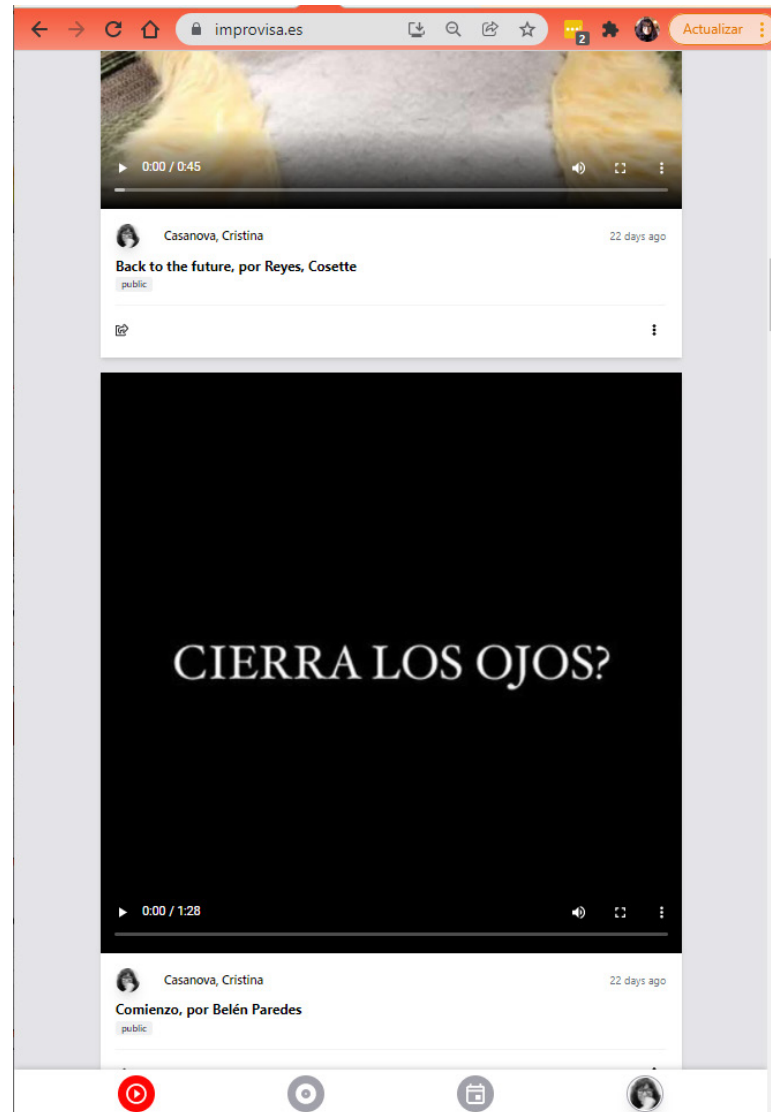 improvisa.es
2
Actualizar
0:00 / 0:45
Casanova, Cristina
22 days ago
Back to the future, por Reyes, Cosette
public
CIERRA LOS OJOS?
0:00 / 1:28
Casanova, Cristina
22 days ago
Comienzo, por Belén Paredes
public